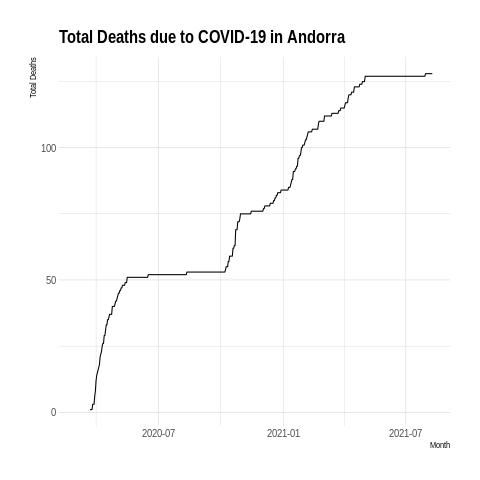 Total Deaths due to COVID-19 in Andorra
Total Deaths
100
50
0
2020-07
2021-01
2021-07
Month